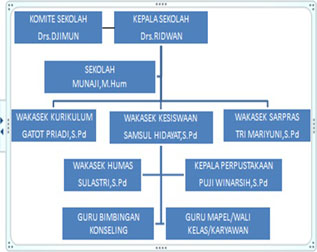 KOMITE SEKOLAH
Drs.DJIMUN
KEPALA SEKOLAH
Drs.RIDWAN
SEKOLAH
MUNAJI,M.Hum
WAKASEK KURIKULUM
GATOT PRIADI,S.Pd
WAKASEK KESISWAAN
SAMSUL HIDAYAT,S.Pd
WAKASEK SARPRAS
TRI MARIYUNI,S.Pd
WAKASEK HUMAS
SULASTRI,S.Pd
KEPALA PERPUSTAKAAN
PUJI WINARSIH,S.Pd
GURU BIMBINGAN
KONSELING
GURU MAPEL/WALI
KELAS/KARYAWAN